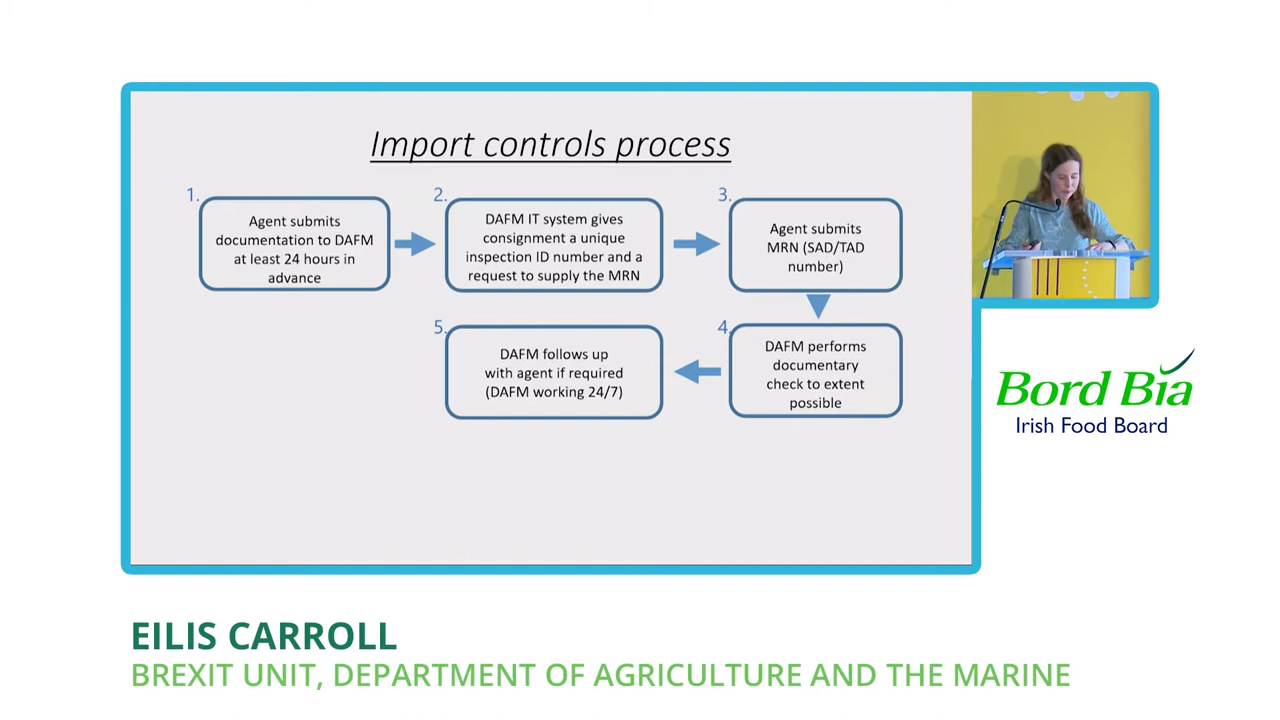 Import controls process
1.
Agent submits
documentation to DAFM
at least 24 hours in
advance
2.
DAFM IT system gives
consignment a unique
inspection ID number and a
request to supply the MRN
3.
Agent submits
MRN (SAD/TAD
number)
4.
DAFM performs
documentary
check to extent
possible
5.
DAFM follows up
with agent if required
(DAFM working 24/7)
Bord Bia
Irish Food Board
EILIS CARROLL
BREXIT UNIT, DEPARTMENT OF AGRICULTURE AND THE MARINE